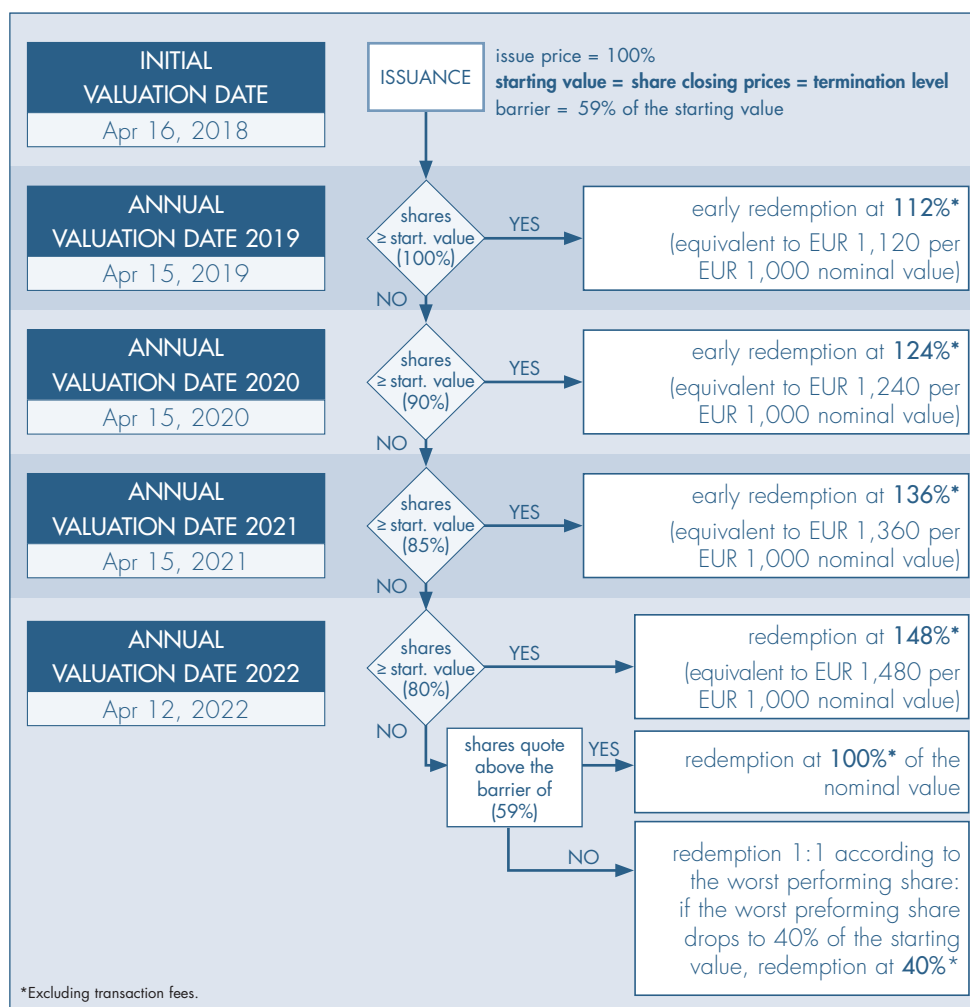 INITIAL
VALUATION DATE
Apr 16, 2018
ISSUANCE
issue price = 100%
starting value = share closing prices = termination level
barrier = 59% of the starting value
ANNUAL
VALUATION DATE 2019
Apr 15, 2019
shares
≥ start. value
(100%)
YES
early redemption at 112%*
(equivalent to EUR 1,120 per
EUR 1,000 nominal value)
NO
ANNUAL
VALUATION DATE 2020
Apr 15, 2020
shares
≥ start. value
(90%)
YES
early redemption at 124%*
(equivalent to EUR 1,240 per
EUR 1,000 nominal value)
NO
ANNUAL
VALUATION DATE 2021
Apr 15, 2021
shares
≥ start. value
(85%)
YES
early redemption at 136%*
(equivalent to EUR 1,360 per
EUR 1,000 nominal value)
NO
ANNUAL
VALUATION DATE 2022
Apr 12, 2022
shares
≥ start. value
(80%)
YES
redemption at 148%*
(equivalent to EUR 1,480 per
EUR 1,000 nominal value)
NO
shares quote
above the
barrier of
(59%)
YES
redemption at 100%* of the
nominal value
NO
redemption 1:1 according to
the worst performing share:
if the worst preforming share
drops to 40% of the starting
value, redemption at 40%*
*Excluding transaction fees.